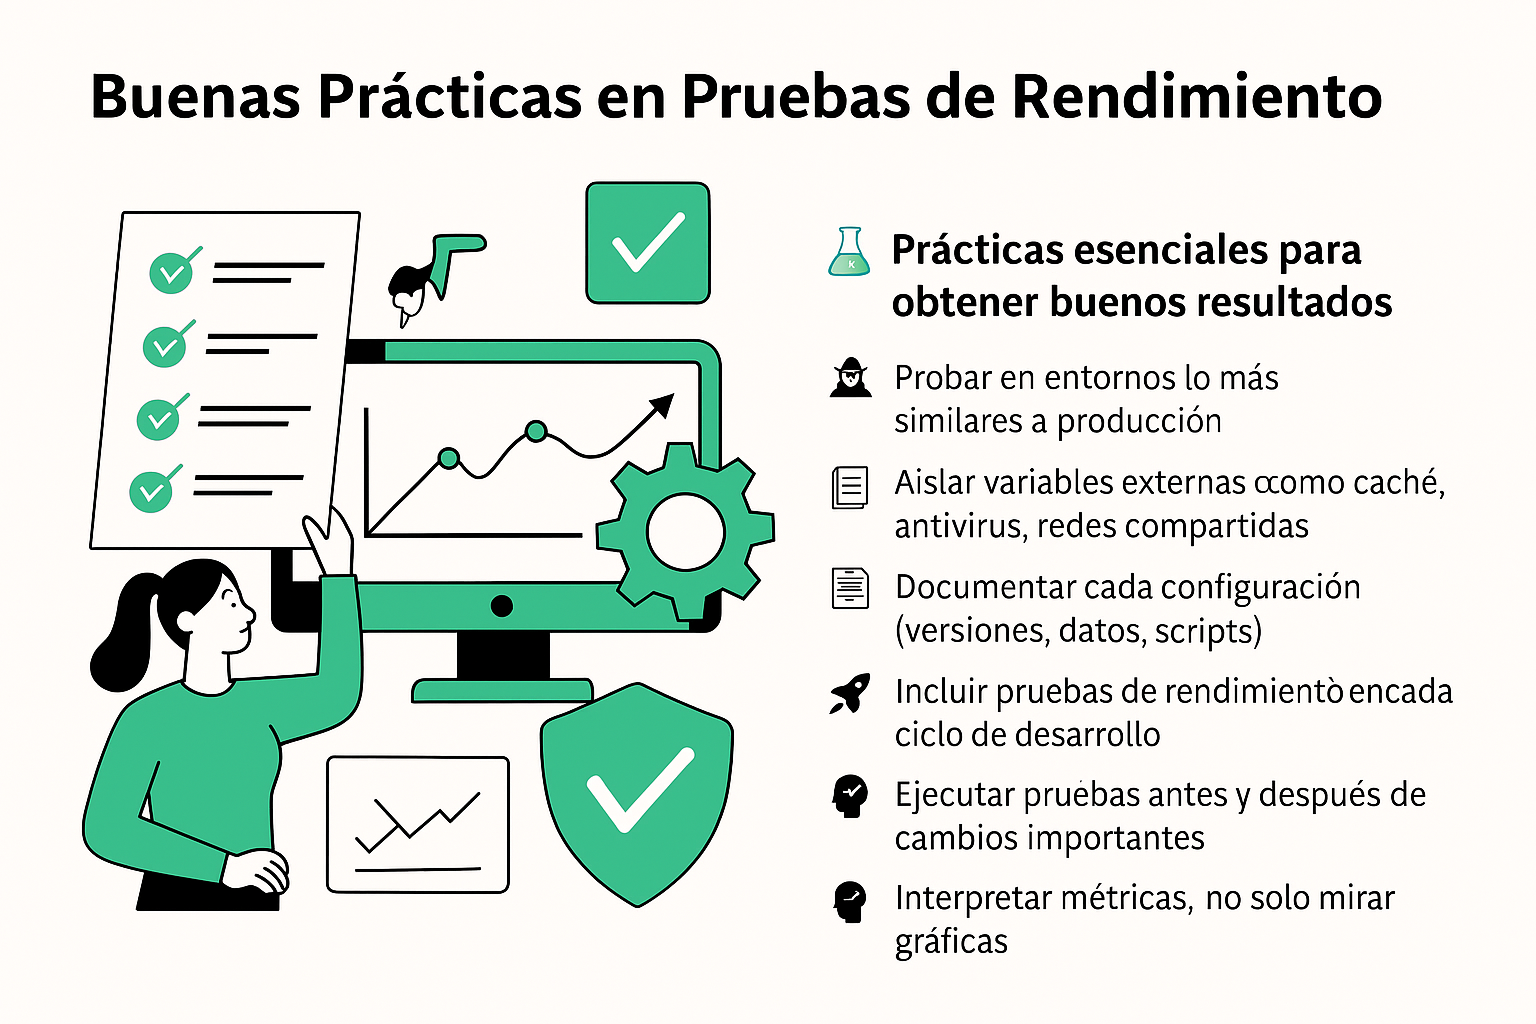 Buenas Prácticas en Pruebas de Rendimiento
Prácticas esenciales para
obtener buenos resultados
Probar en entornos lo más
similares a producción
Aislar variables externas ccomo caché,
antivirus, redes compartidas
Documentar cada configuración
(versiones, datos, scripts)
Incluir pruebas de rendimientò encada
ciclo de desarrollo
Ejecutar pruébas antes y después de
cambios importantes
Interpretar métricas, no solo mirar
gráficas
K